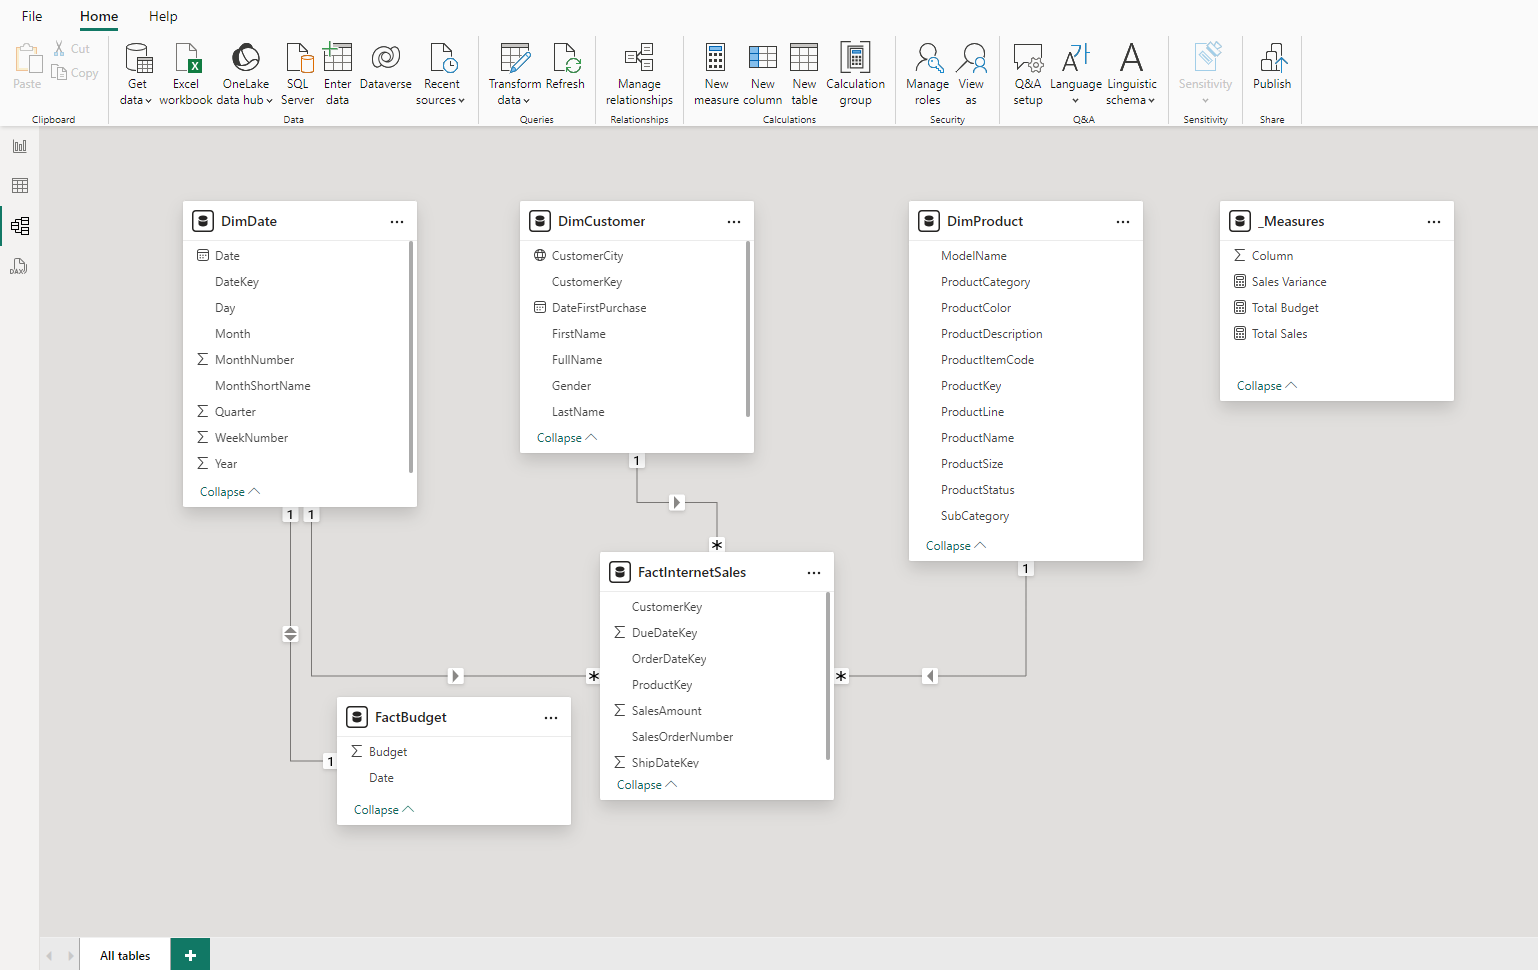 File Home Help
Paste
Cut
Copy
Clipboard
Get data
Excel workbook
OneLake data hub
SQL Server
Enter data
Dataverse
Recent sources
Data
Transform data
Refresh
Queries
Manage relationships
Relationships
New measure
New column
New table
Calculation group
Calculations
Manage roles
View as
Security
Q&A setup
Language
Linguistic schema
Q&A
Sensitivity
Sensitivity
Publish
Share
DAX
DimDate
Date
DateKey
Day
Month
MonthNumber
MonthShortName
Quarter
WeekNumber
Year
Collapse
DimCustomer
CustomerCity
CustomerKey
DateFirstPurchase
FirstName
FullName
Gender
LastName
Collapse
DimProduct
ModelName
ProductCategory
ProductColor
ProductDescription
ProductItemCode
ProductKey
ProductLine
ProductName
ProductSize
ProductStatus
SubCategory
Collapse
_Measures
Column
Sales Variance
Total Budget
Total Sales
Collapse
1
1 1
1
*
* *
1
FactInternetSales
CustomerKey
DueDateKey
OrderDateKey
ProductKey
SalesAmount
SalesOrderNumber
ShipDateKey
Collapse
FactBudget
Budget
Date
Collapse
All tables